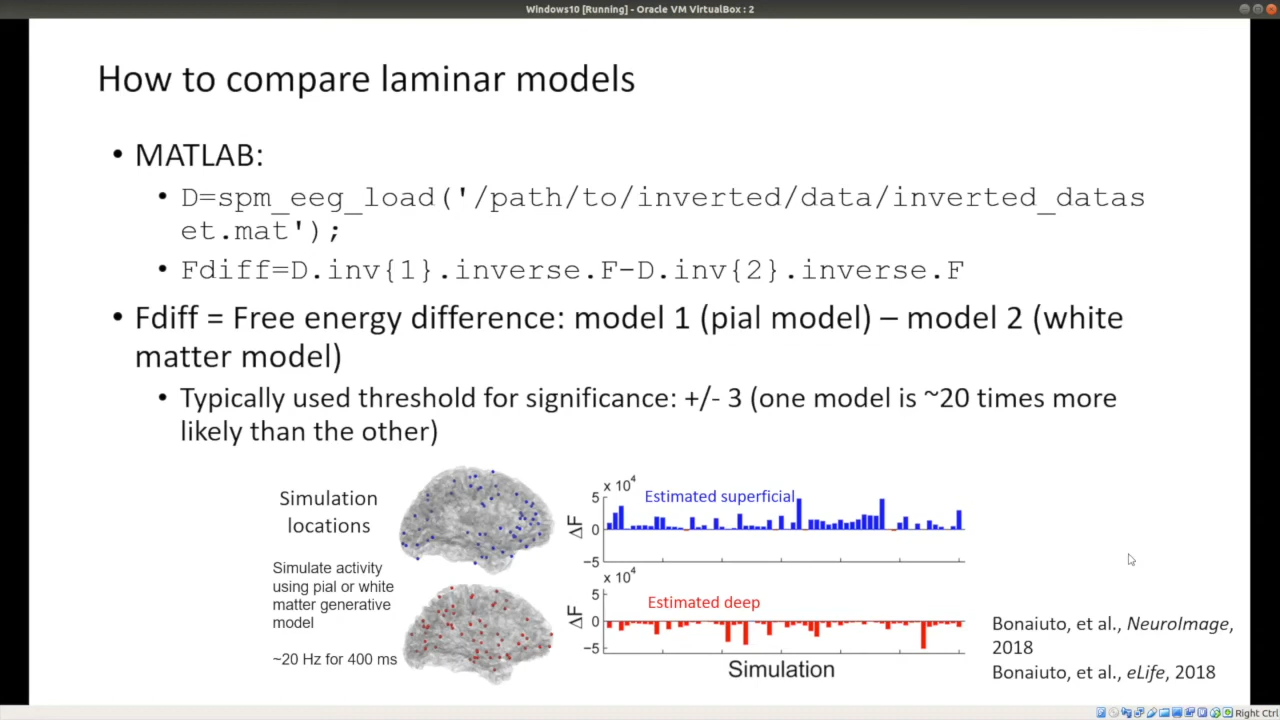 Windows10 [Running] - Oracle VM VirtualBox : 2
How to compare laminar models
• MATLAB:
• D=spm_eeg_load('/path/to/inverted/data/inverted_datas
et.mat');
• Fdiff=D.inv{1}.inverse.F-D.inv{2}.inverse.F
• Fdiff = Free energy difference: model 1 (pial model) – model 2 (white
matter model)
• Typically used threshold for significance: +/- 3 (one model is ~20 times more
likely than the other)
Simulation
locations
Simulate activity
using pial or white
matter generative
model
~20 Hz for 400 ms
x 10⁴
Estimated superficial
5
0
−5
ΔF
x 10⁴
Estimated deep
5
0
−5
ΔF
Simulation
Bonaiuto, et al., NeuroImage,
2018
Bonaiuto, et al., eLife, 2018
Right Ctrl